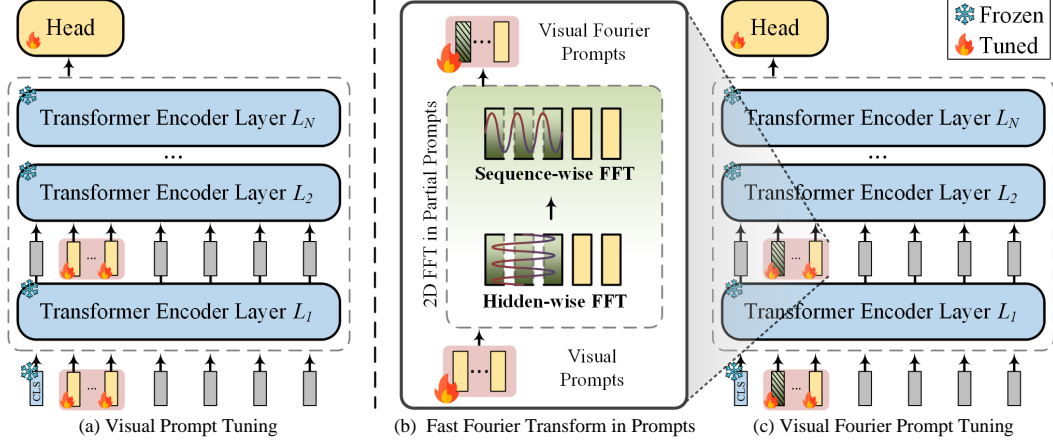 Head
Transformer Encoder Layer L_N
...
Transformer Encoder Layer L_2
...
Transformer Encoder Layer L_1
CLS
...
(a) Visual Prompt Tuning
...
Visual Fourier
Prompts
2D FFT in Partial Prompts
Sequence-wise FFT
Hidden-wise FFT
...
Visual
Prompts
(b) Fast Fourier Transform in Prompts
Frozen
Tuned
Head
Transformer Encoder Layer L_N
...
Transformer Encoder Layer L_2
...
Transformer Encoder Layer L_1
CLS
...
(c) Visual Fourier Prompt Tuning